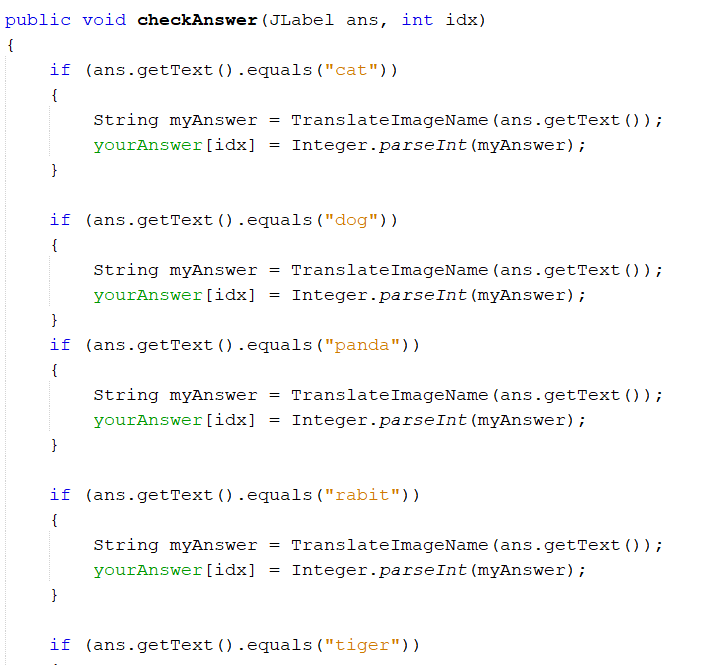 public void checkAnswer(JLabel ans, int idx)
{
if (ans.getText().equals("cat"))
{
String myAnswer = TranslateImageName(ans.getText());
yourAnswer[idx] = Integer.parseInt(myAnswer);
}
if (ans.getText().equals("dog"))
{
String myAnswer = TranslateImageName(ans.getText());
yourAnswer[idx] = Integer.parseInt(myAnswer);
}
if (ans.getText().equals("panda"))
{
String myAnswer = TranslateImageName(ans.getText());
yourAnswer[idx] = Integer.parseInt(myAnswer);
}
if (ans.getText().equals("rabit"))
{
String myAnswer = TranslateImageName(ans.getText());
yourAnswer[idx] = Integer.parseInt(myAnswer);
}
if (ans.getText().equals("tiger"))